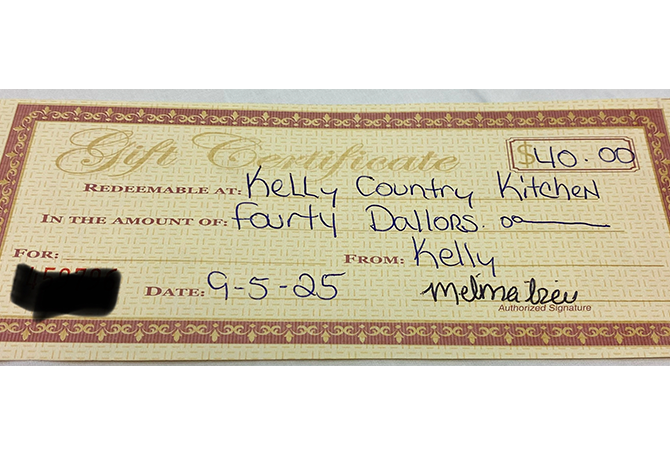 Gift Certificate $40.00
REDEEMABLE AT: Kelly Country Kitchen
IN THE AMOUNT OF: Fourty Dallors. 00
FOR: FROM: Kelly
DATE: 9-5-25
Authorized Signature